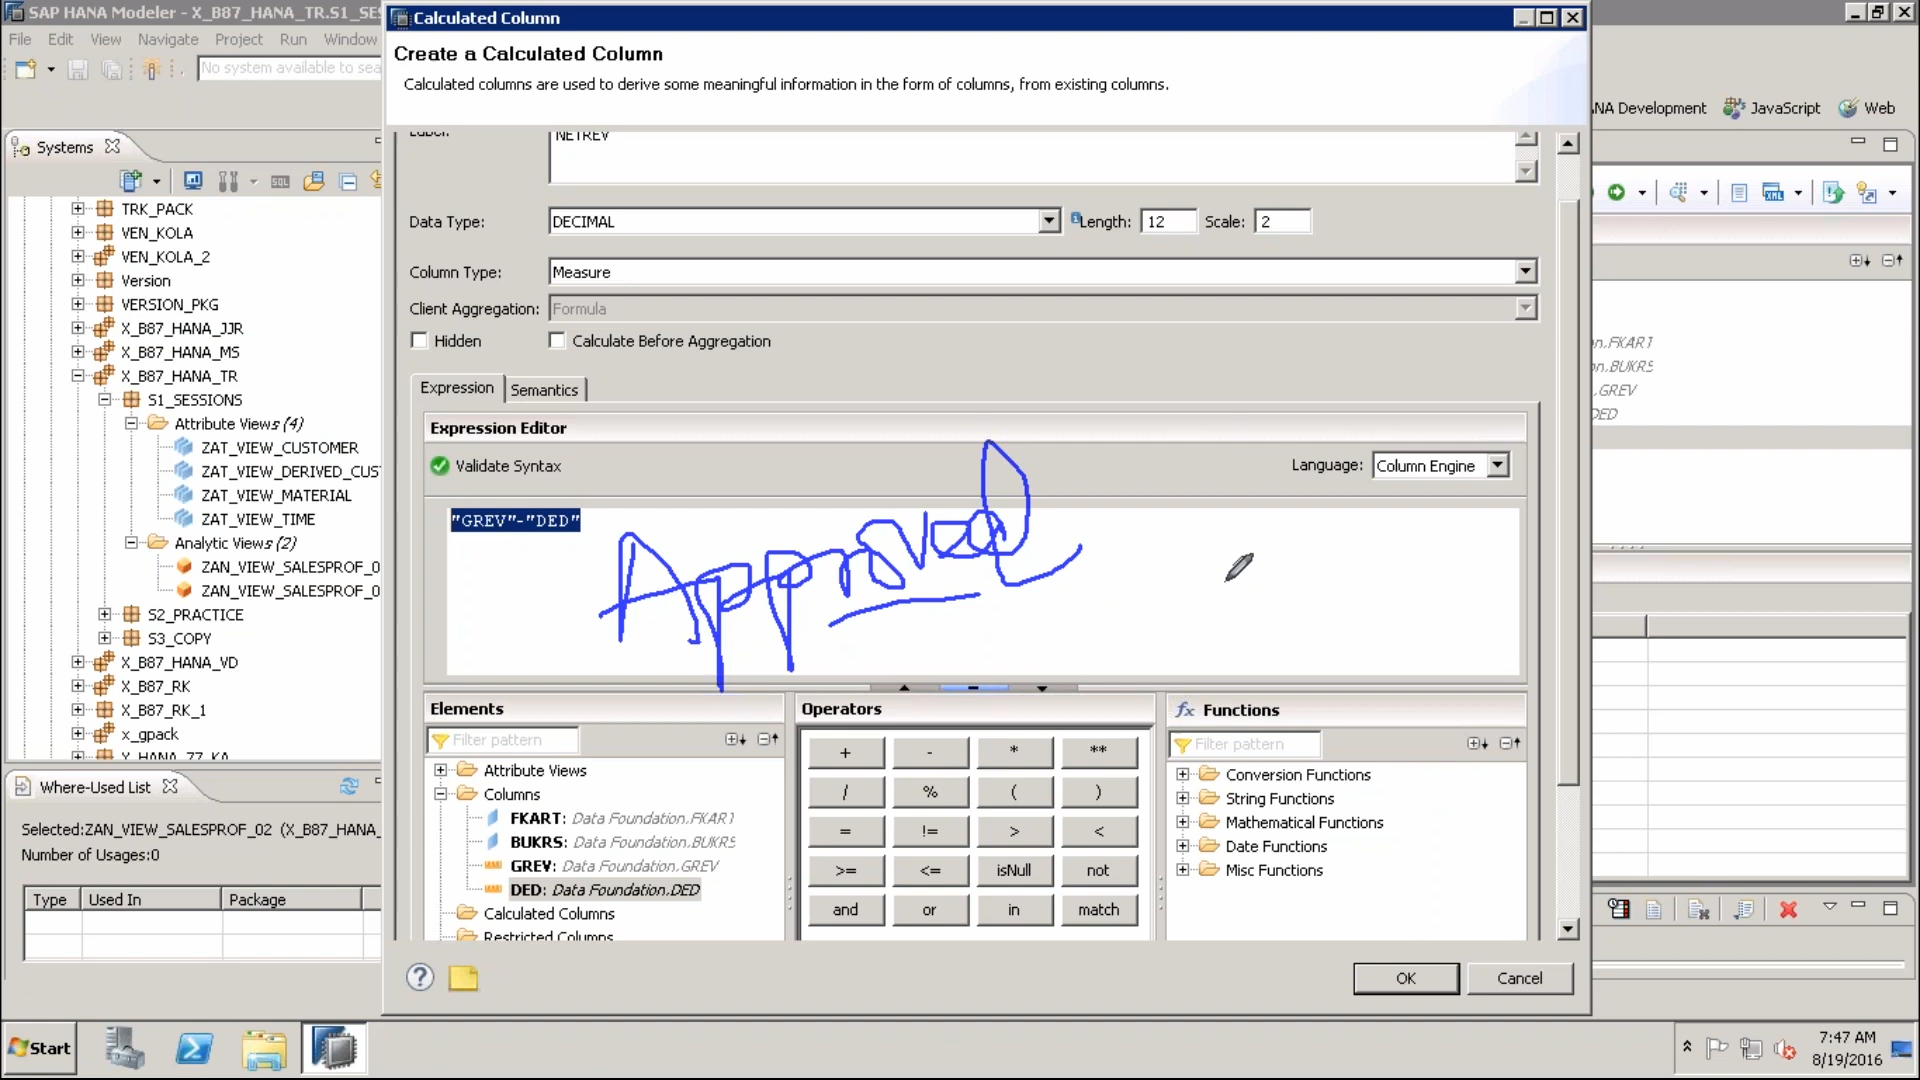 SAP HANA Modeler - X_B87_HANA_TR.S1_SES
Calculated Column
File Edit View Navigate Project Run Window
No system available to sea
Create a Calculated Column
Calculated columns are used to derive some meaningful information in the form of columns, from existing columns.
NA Development JavaScript Web
Systems
TRK_PACK
VEN_KOLA
VEN_KOLA_2
Version
VERSION_PKG
X_B87_HANA_JJR
X_B87_HANA_MS
X_B87_HANA_TR
S1_SESSIONS
Attribute Views (4)
ZAT_VIEW_CUSTOMER
ZAT_VIEW_DERIVED_CUS
ZAT_VIEW_MATERIAL
ZAT_VIEW_TIME
Analytic Views (2)
ZAN_VIEW_SALESPROF_0
ZAN_VIEW_SALESPROF_0
S2_PRACTICE
S3_COPY
X_B87_HANA_VD
X_B87_RK
X_B87_RK_1
x_gpack
Label:
NETREV
Data Type: DECIMAL Length: 12 Scale: 2
Column Type: Measure
Client Aggregation: Formula
Hidden Calculate Before Aggregation
Expression Semantics
Expression Editor
Validate Syntax Language: Column Engine
"GREV"-"DED"
Approved
Elements
Filter pattern
Attribute Views
Columns
FKART: Data Foundation.FKART
BUKRS: Data Foundation.BUKRS
GREV: Data Foundation.GREV
DED: Data Foundation.DED
Calculated Columns
Restricted Columns
Operators
+ - * **
/ % ( )
= != > <
>= <= isNull not
and or in match
fx Functions
Filter pattern
Conversion Functions
String Functions
Mathematical Functions
Date Functions
Misc Functions
OK Cancel
n.FKART
n.BUKRS
.GREV
DED
Where-Used List
Selected:ZAN_VIEW_SALESPROF_02 (X_B87_HANA_
Number of Usages:0
Type Used In Package
Start
7:47 AM
8/19/2016